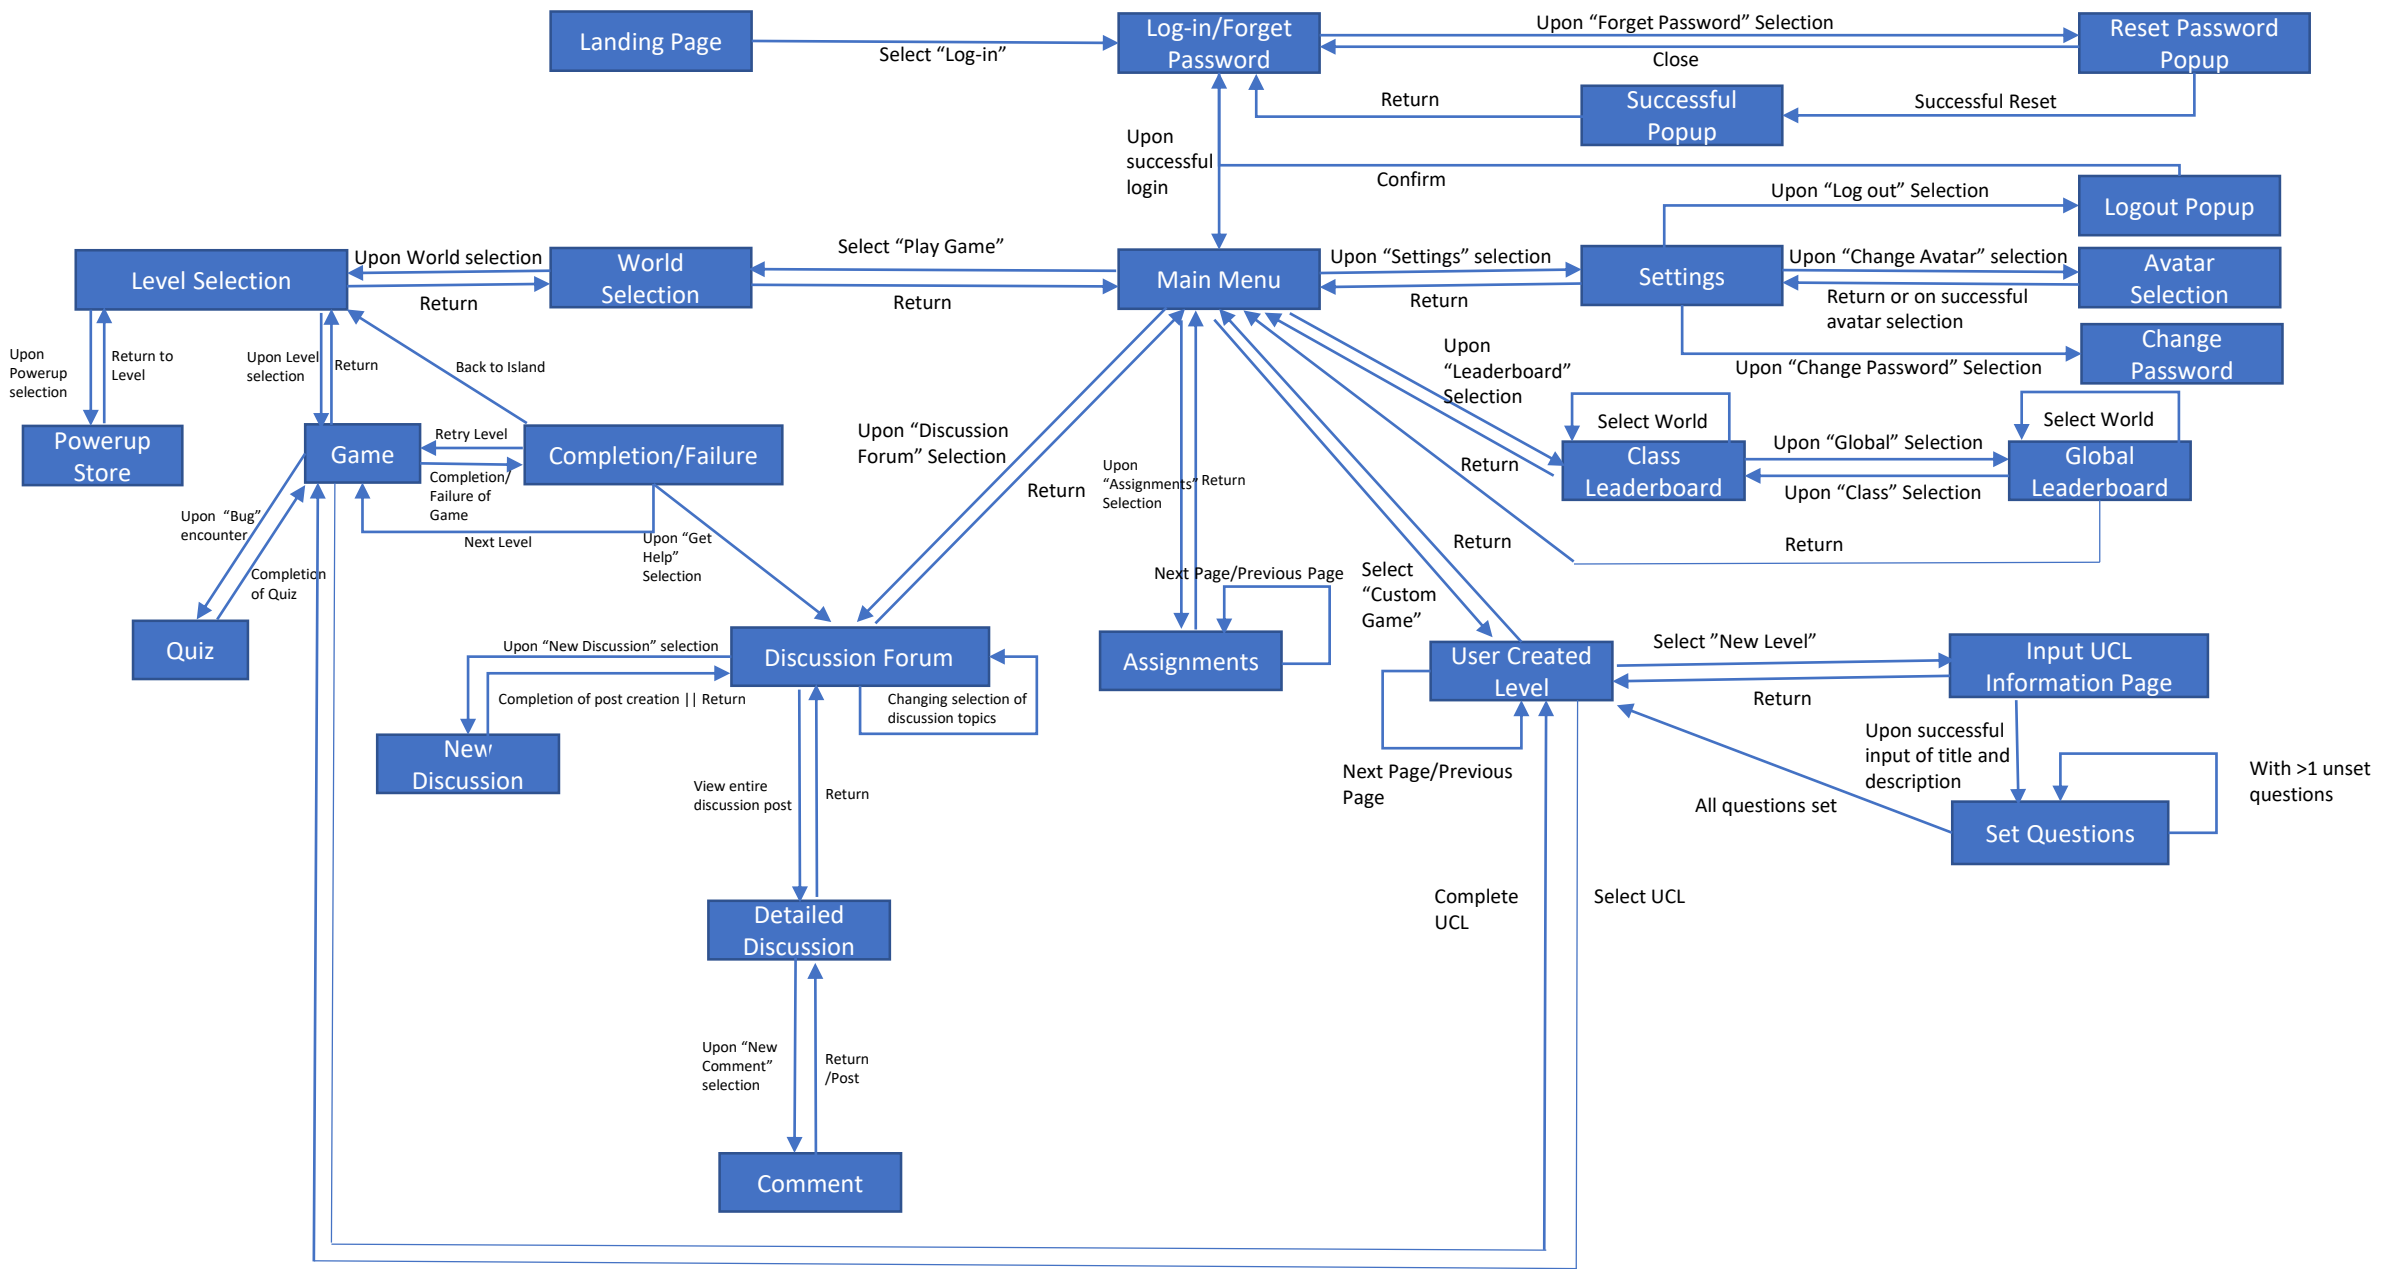 Landing Page
Select “Log-in”
Log-in/Forget
Password
Upon “Forget Password” Selection
Close
Reset Password
Popup
Successful
Popup
Return
Successful Reset
Upon
successful
login
Confirm
Upon “Log out” Selection
Logout Popup
Level Selection
Upon World selection
Return
World
Selection
Select “Play Game”
Return
Main Menu
Upon “Settings” selection
Return
Settings
Upon “Change Avatar” selection
Return or on successful
avatar selection
Avatar
Selection
Upon “Change Password” Selection
Change
Password
Upon
Powerup
selection
Return to
Level
Upon Level
selection
Return
Back to Island
Powerup
Store
Game
Retry Level
Completion/
Failure of
Game
Completion/Failure
Next Level
Upon “Get
Help”
Selection
Upon “Bug”
encounter
Completion
of Quiz
Quiz
Upon “Discussion
Forum” Selection
Return
Upon
“Assignments”
Selection
Return
Upon
“Leaderboard”
Selection
Return
Select World
Class
Leaderboard
Upon “Global” Selection
Upon “Class” Selection
Select World
Global
Leaderboard
Return
Return
Select
“Custom
Game”
Next Page/Previous Page
Assignments
Upon “New Discussion” selection
Completion of post creation || Return
Discussion Forum
Changing selection of
discussion topics
New
Discussion
View entire
discussion post
Return
Detailed
Discussion
Upon “New
Comment”
selection
Return
/Post
Comment
User Created
Level
Select ”New Level”
Return
Input UCL
Information Page
Next Page/Previous
Page
Upon successful
input of title and
description
All questions set
Set Questions
With >1 unset
questions
Complete
UCL
Select UCL